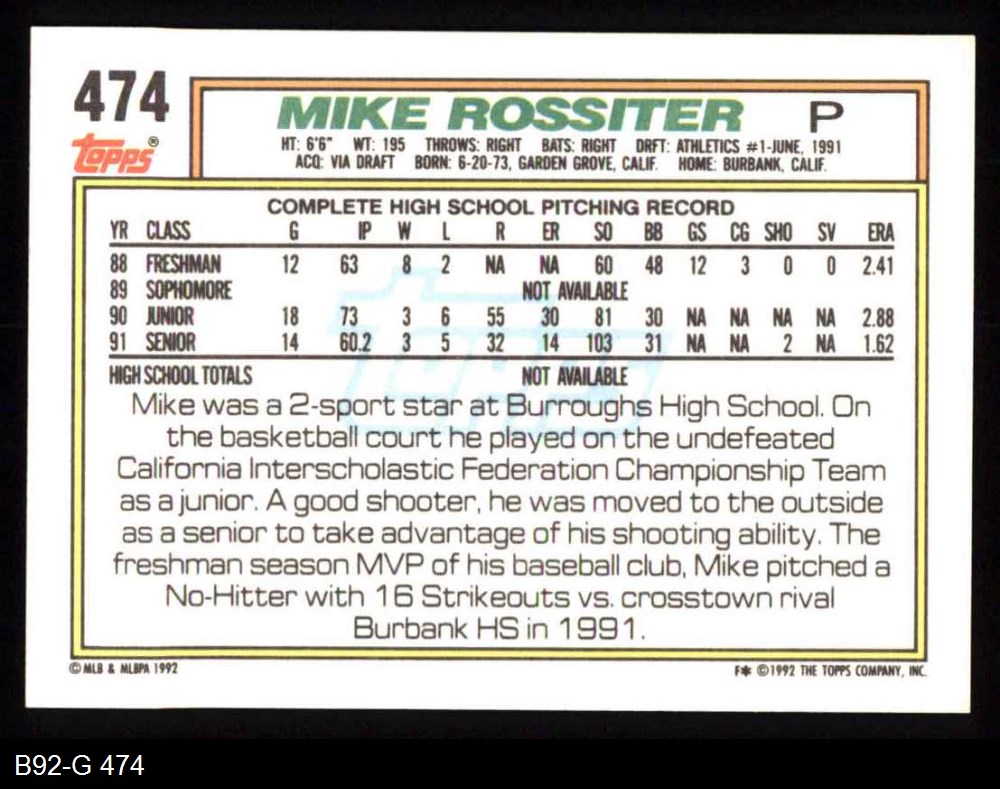 474
topps®
MIKE ROSSITER P
HT: 6'6" WT: 195 THROWS: RIGHT BATS: RIGHT DRFT: ATHLETICS #1-JUNE, 1991
ACQ: VIA DRAFT BORN: 6-20-73, GARDEN GROVE, CALIF. HOME: BURBANK, CALIF.
COMPLETE HIGH SCHOOL PITCHING RECORD
YR CLASS G IP W L R ER SO BB GS CG SHO SV ERA
88 FRESHMAN 12 63 8 2 NA NA 60 48 12 3 0 0 2.41
89 SOPHOMORE NOT AVAILABLE
90 JUNIOR 18 73 3 6 55 30 81 30 NA NA NA NA 2.88
91 SENIOR 14 60.2 3 5 32 14 103 31 NA NA 2 NA 1.62
HIGH SCHOOL TOTALS NOT AVAILABLE
topps
Mike was a 2-sport star at Burroughs High School. On
the basketball court he played on the undefeated
California Interscholastic Federation Championship Team
as a junior. A good shooter, he was moved to the outside
as a senior to take advantage of his shooting ability. The
freshman season MVP of his baseball club, Mike pitched a
No-Hitter with 16 Strikeouts vs. crosstown rival
Burbank HS in 1991.
© MLB & MLBPA 1992 F✱ © 1992 THE TOPPS COMPANY, INC.
B92-G 474